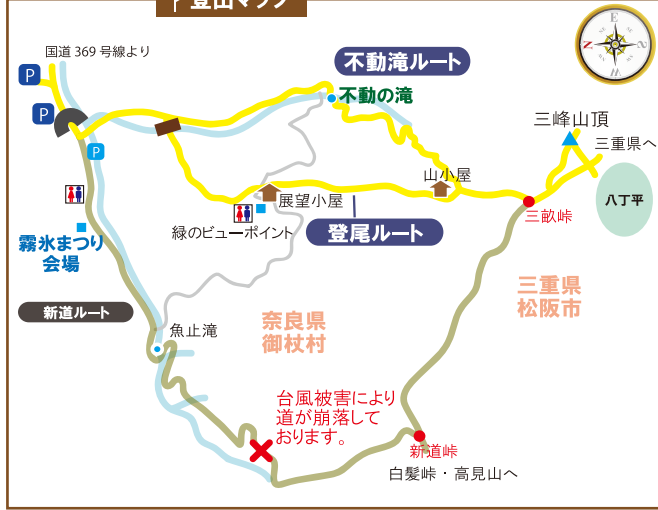 登山マップ
国道369号線より
P
P
P
不動滝ルート
不動の滝
E
N
S
W
三峰山頂
三重県へ
八丁平
山小屋
三畝峠
展望小屋
緑のビューポイント
登尾ルート
霧氷まつり
会場
新道ルート
魚止滝
奈良県
御杖村
三重県
松阪市
台風被害により
道が崩落して
おります。
新道峠
白髪峠・高見山へ